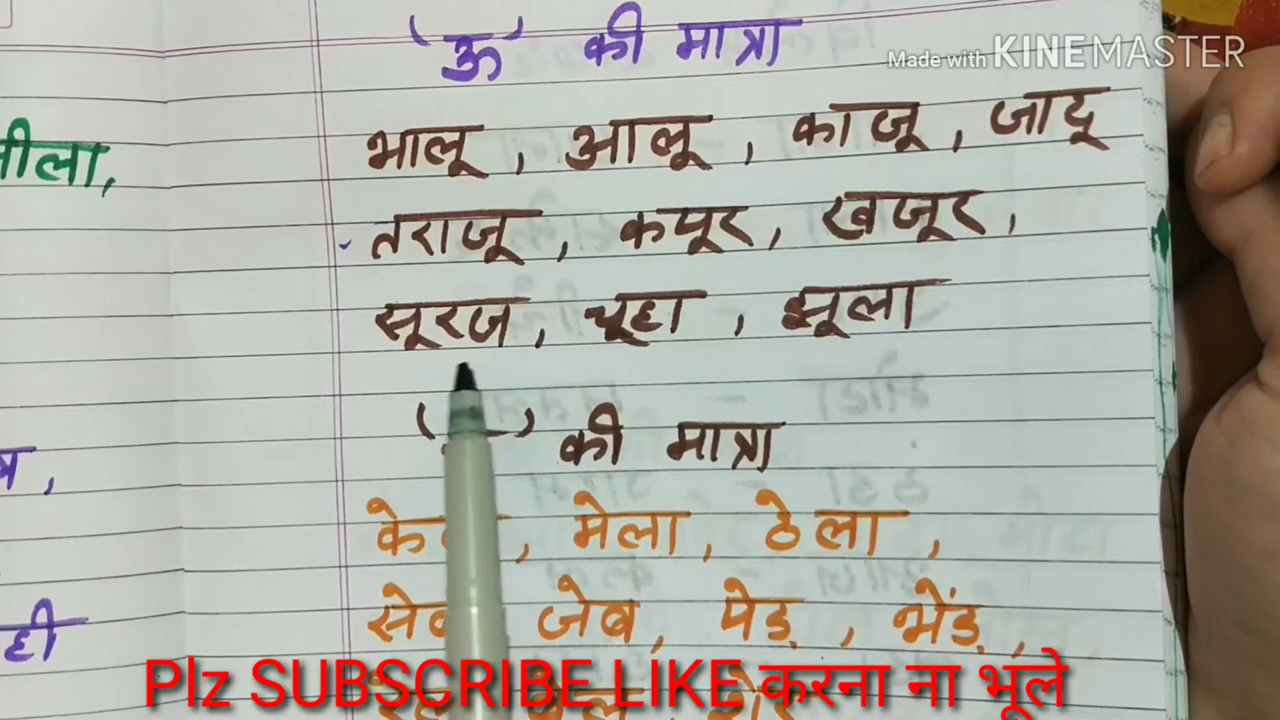 ('ऊ') की मात्रा
Made with KINEMASTER
भालू, आलू, काजू, जादू
तराजू, कपूर, खजूर,
सूरज, चूहा, झूला
की मात्रा
मेला, ठेला,
जेब, पेड़, भेंड़,
ही
Plz SUBSCRIBE LIKE करना ना भूले
शेर